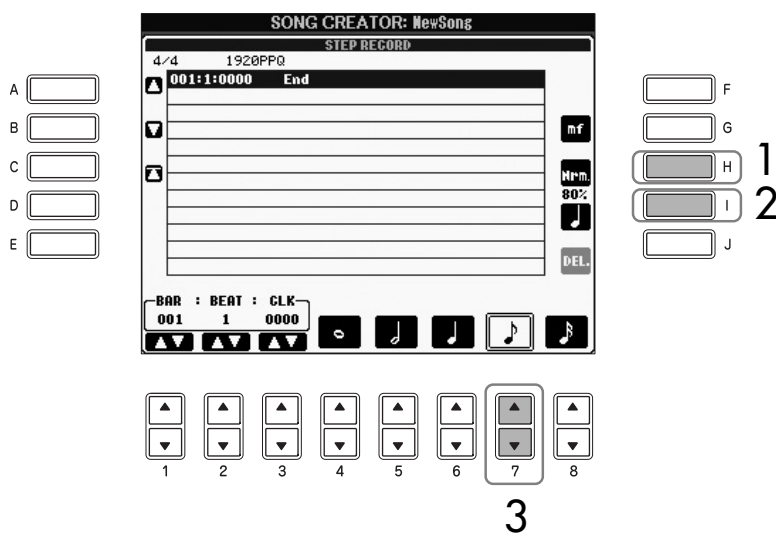 SONG CREATOR: NewSong
STEP RECORD
4/4 1920PPQ
001:1:0000 End
A
B
C
D
E
mf
Nrm.
80%
DEL.
F
G
H 1
I 2
J
BAR : BEAT : CLK
001 1 0000
1 2 3 4 5 6 7 8
3